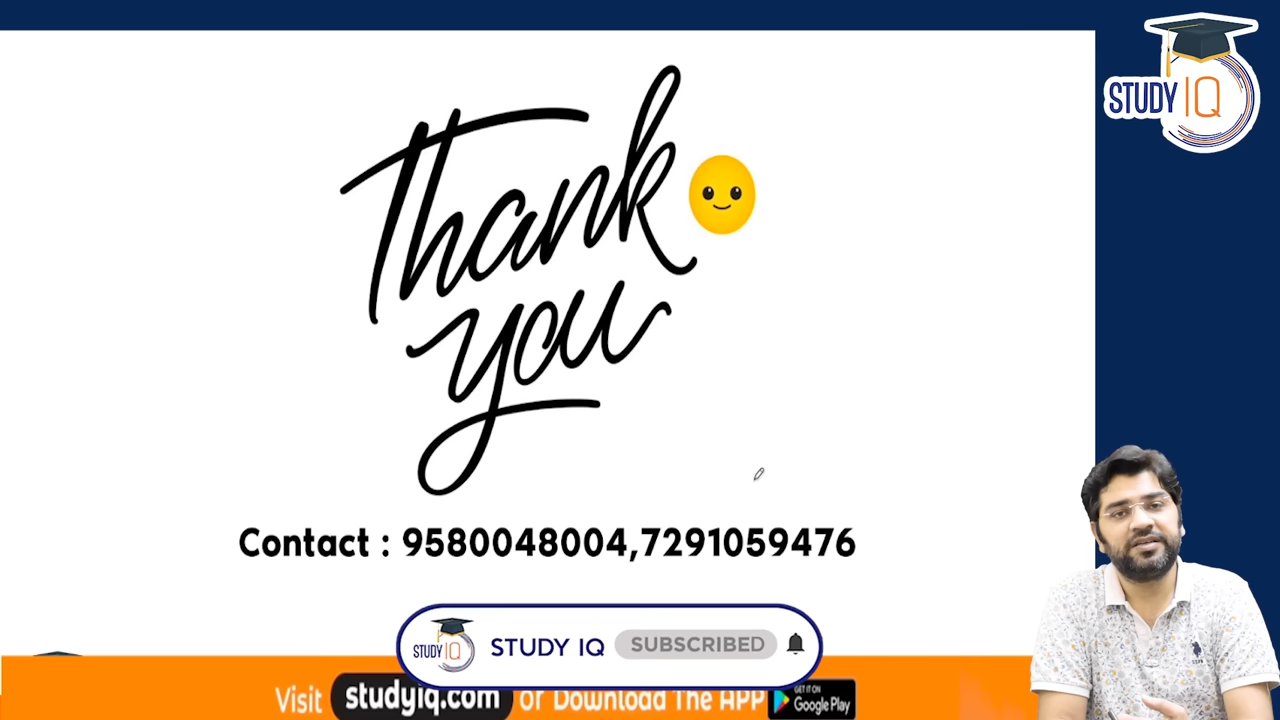 STUDY IQ
Thank
you
Contact : 9580048004,7291059476
STUDY IQ
STUDY IQ SUBSCRIBED
Visit studyiq.com or Download The APP
GET IT ON
Google Play